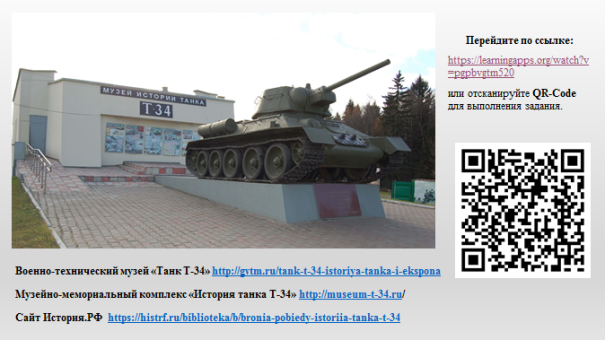 МУЗЕЙ ИСТОРИИ ТАНКА
Т-34
Перейдите по ссылке:
https://learningapps.org/watch?v
=pgpbvgtm520
или отсканируйте QR-Code
для выполнения задания.
Военно-технический музей «Танк Т-34» http://gvtm.ru/tank-t-34-istoriya-tanka-i-ekspona
Музейно-мемориальный комплекс «История танка Т-34» http://museum-t-34.ru/
Сайт История.РФ https://histrf.ru/biblioteka/b/bronia-pobiedy-istoriia-tanka-t-34